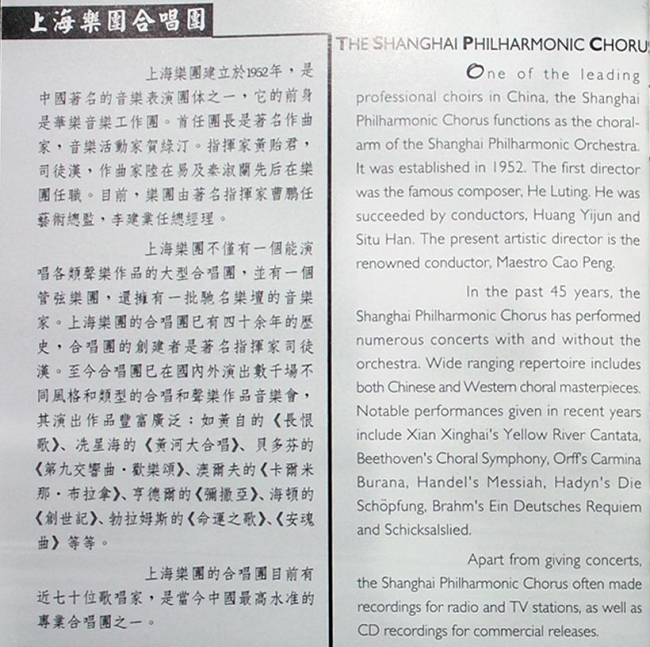 上海樂團合唱團
上海樂團建立於1952年，是
中國著名的音樂表演團体之一，它的前身
是華樂音樂工作團。首任團長是著名作曲
家，音樂活動家賀綠汀。指揮家黃貽君，
司徒漢，作曲家陸在易及秦淑蘭先后在樂
團任職。目前，樂團由著名指揮家曹鵬任
藝術總監，李建業任總經理。
上海樂團不僅有一個能演
唱各類聲樂作品的大型合唱團，並有一個
管弦樂團，還擁有一批馳名樂壇的音樂
家。上海樂團的合唱團已有四十余年的歷
史，合唱團的創建者是著名指揮家司徒
漢。至今合唱團已在國內外演出數千場不
同風格和類型的合唱和聲樂作品音樂會，
其演出作品豐富廣泛：如黃自的《長恨
歌》、冼星海的《黃河大合唱》、貝多芬的
《第九交響曲·歡樂頌》、澳爾夫的《卡爾米
那·布拉拿》、亨德爾的《彌撒亞》、海頓的
《創世記》、勃拉姆斯的《命運之歌》、《安魂
曲》等等。
上海樂團的合唱團目前有
近七十位歌唱家，是當今中國最高水准的
專業合唱團之一。
THE SHANGHAI PHILHARMONIC CHORUS
One of the leading
professional choirs in China, the Shanghai
Philharmonic Chorus functions as the choral-
arm of the Shanghai Philharmonic Orchestra.
It was established in 1952. The first director
was the famous composer, He Luting. He was
succeeded by conductors, Huang Yijun and
Situ Han. The present artistic director is the
renowned conductor, Maestro Cao Peng.
In the past 45 years, the
Shanghai Philharmonic Chorus has performed
numerous concerts with and without the
orchestra. Wide ranging repertoire includes
both Chinese and Western choral masterpieces.
Notable performances given in recent years
include Xian Xinghai's Yellow River Cantata,
Beethoven's Choral Symphony, Orff's Carmina
Burana, Handel's Messiah, Hadyn's Die
Schöpfung, Brahm's Ein Deutsches Requiem
and Schicksalslied.
Apart from giving concerts,
the Shanghai Philharmonic Chorus often made
recordings for radio and TV stations, as well as
CD recordings for commercial releases.